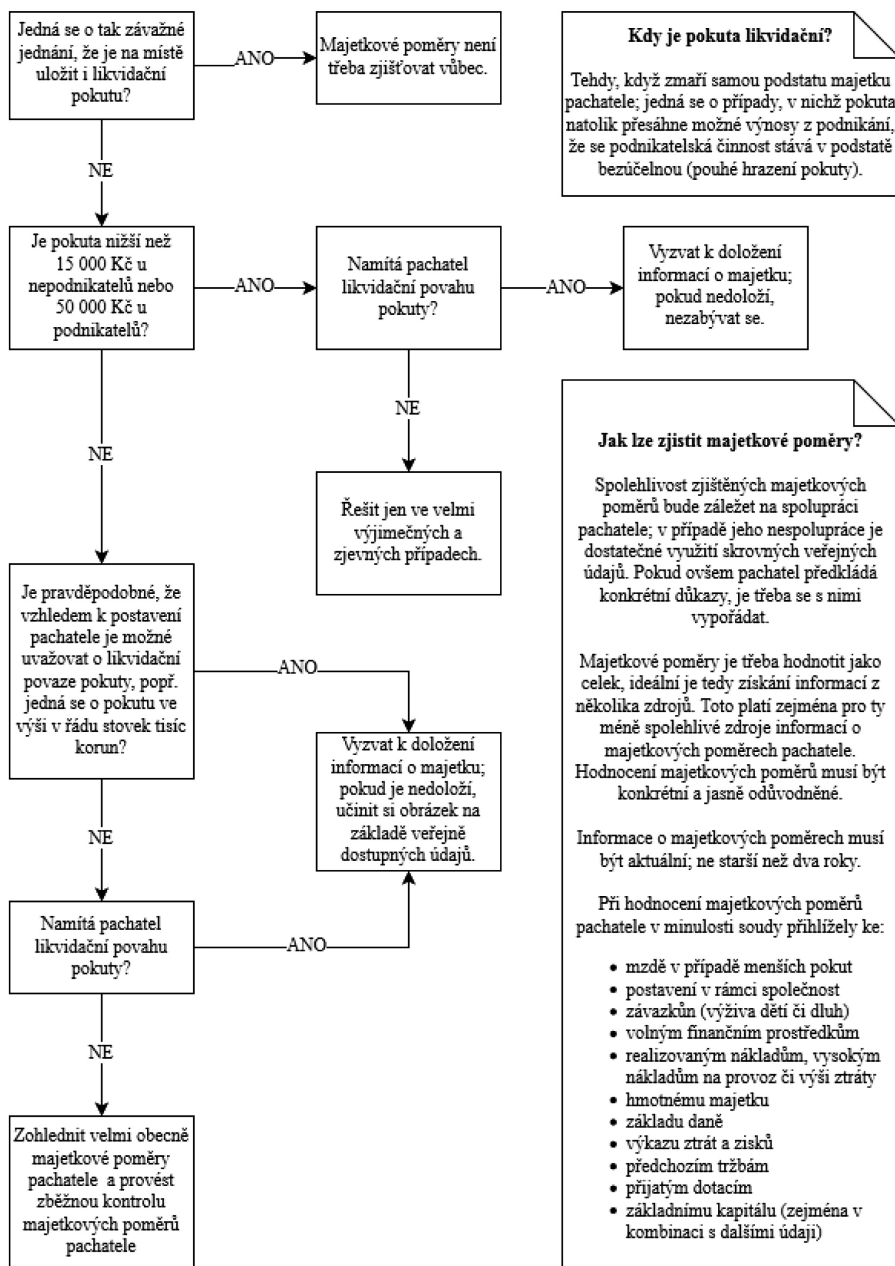 Jedná se o tak závažné
jednání, že je na místě
uložit i likvidační
pokutu?
ANO
Majetkové poměry není
třeba zjišťovat vůbec.
Kdy je pokuta likvidační?
Tehdy, když zmaří samou podstatu majetku
pachatele; jedná se o případy, v nichž pokuta
natolik přesáhne možné výnosy z podnikání,
že se podnikatelská činnost stává v podstatě
bezúčelnou (pouhé hrazení pokuty).
NE
Je pokuta nižší než
15 000 Kč u
nepodnikatelů nebo
50 000 Kč u
podnikatelů?
ANO
Namítá pachatel
likvidační povahu
pokuty?
ANO
Vyzvat k doložení
informací o majetku;
pokud nedoloží,
nezabývat se.
NE
NE
Řešit jen ve velmi
výjimečných a
zjevných případech.
Je pravděpodobné, že
vzhledem k postavení
pachatele je možné
uvažovat o likvidační
povaze pokuty, popř.
jedná se o pokutu ve
výši v řádu stovek tisíc
korun?
ANO
Vyzvat k doložení
informací o majetku;
pokud je nedoloží,
učinit si obrázek na
základě veřejně
dostupných údajů.
NE
Namítá pachatel
likvidační povahu
pokuty?
ANO
NE
Zohlednit velmi obecně
majetkové poměry
pachatele a provést
zběžnou kontrolu
majetkových poměrů
pachatele
Jak lze zjistit majetkové poměry?
Spolehlivost zjištěných majetkových
poměrů bude záležet na spolupráci
pachatele; v případě jeho nespolupráce je
dostatečné využití skrovných veřejných
údajů. Pokud ovšem pachatel předkládá
konkrétní důkazy, je třeba se s nimi
vypořádat.
Majetkové poměry je třeba hodnotit jako
celek, ideální je tedy získání informací z
několika zdrojů. Toto platí zejména pro ty
méně spolehlivé zdroje informací o
majetkových poměrech pachatele.
Hodnocení majetkových poměrů musí být
konkrétní a jasně odůvodněné.
Informace o majetkových poměrech musí
být aktuální; ne starší než dva roky.
Při hodnocení majetkových poměrů
pachatele v minulosti soudy přihlížely ke:
• mzdě v případě menších pokut
• postavení v rámci společnost
• závazkůn (výživa dětí či dluh)
• volným finančním prostředkům
• realizovaným nákladům, vysokým
nákladům na provoz či výši ztráty
• hmotnému majetku
• základu daně
• výkazu ztrát a zisků
• předchozím tržbám
• přijatým dotacím
• základnímu kapitálu (zejména v
kombinaci s dalšími údaji)